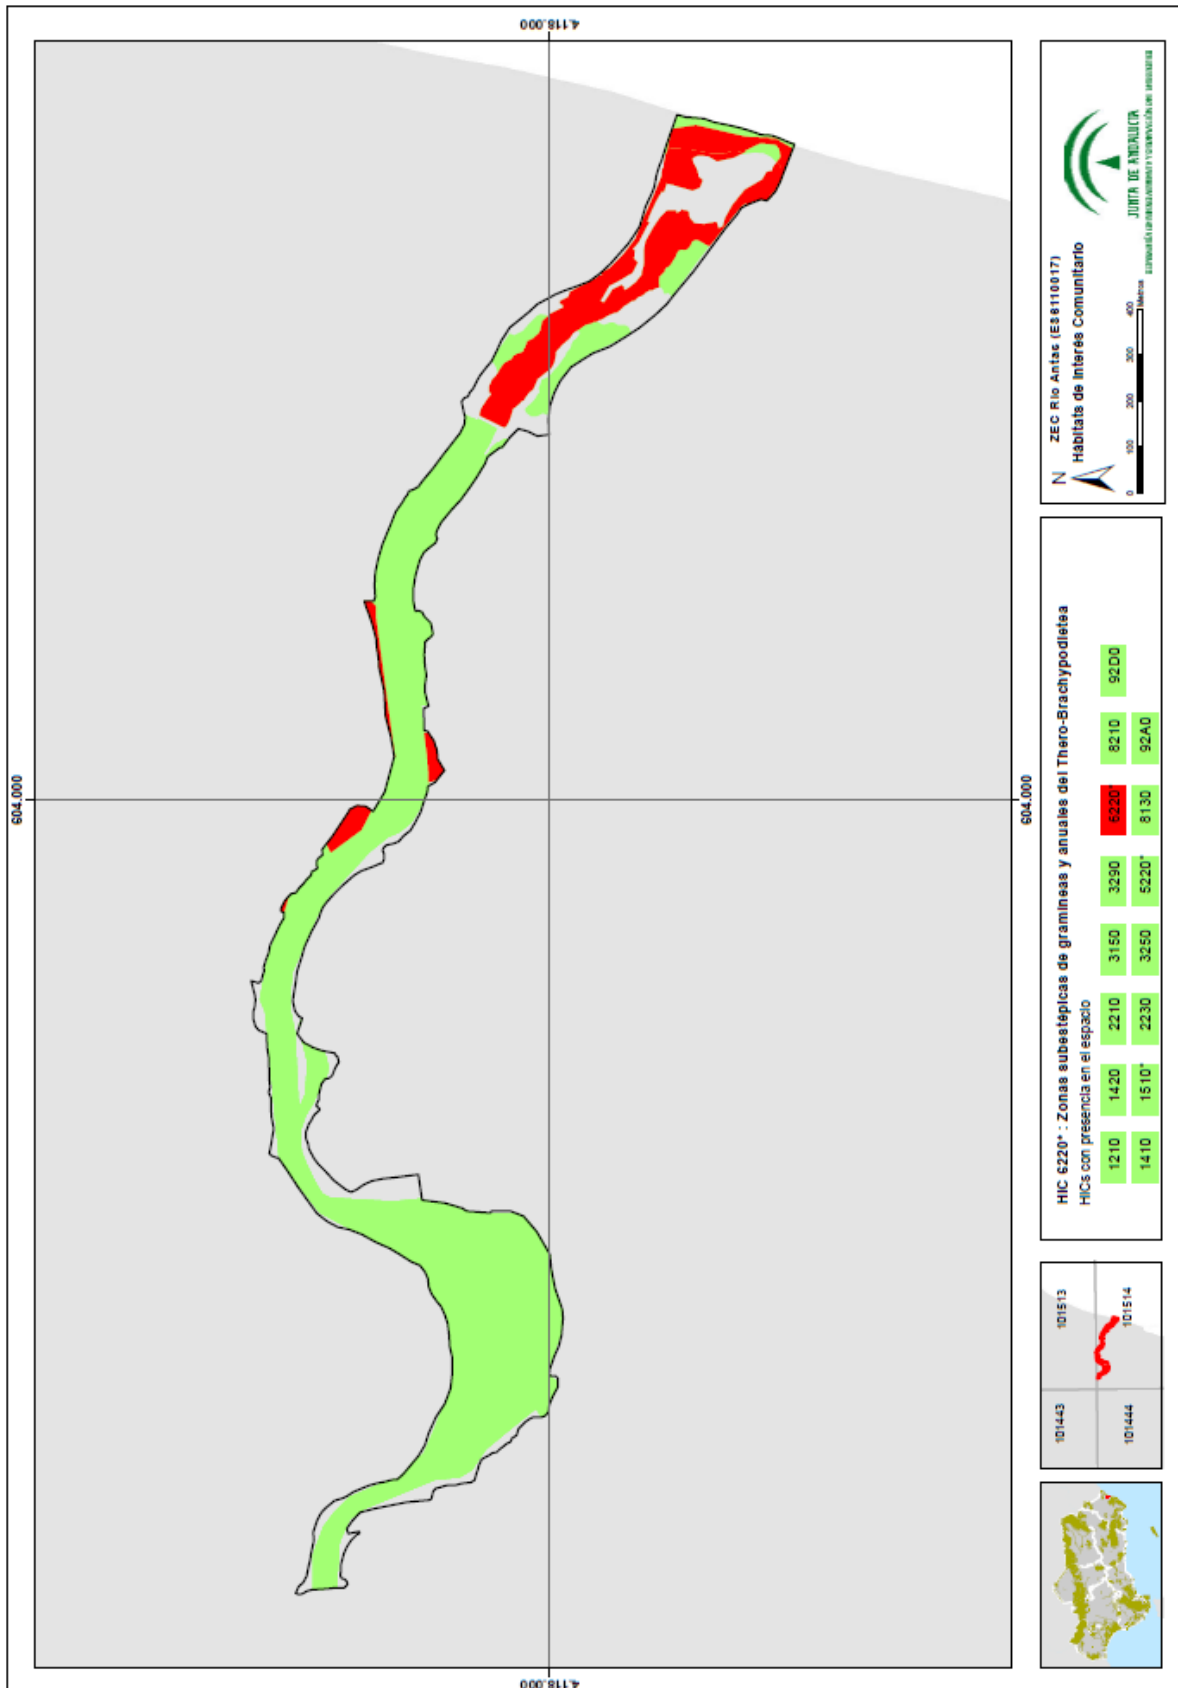 4.118.000
604.000
604.000
4.118.000
101443
101513
101444
101514
HIC 6220* : Zonas subestépicas de gramíneas y anuales del Thero-Brachypodietea
HICs con presencia en el espacio
1210 1420 2210 3150 3290 6220* 8210 92D0
1410 1510* 2230 3250 5220* 8130 92A0
N
ZEC Río Antas (ES6110017)
Hábitats de Interés Comunitario
0 100 200 300 400
Metros
JUNTA DE ANDALUCIA